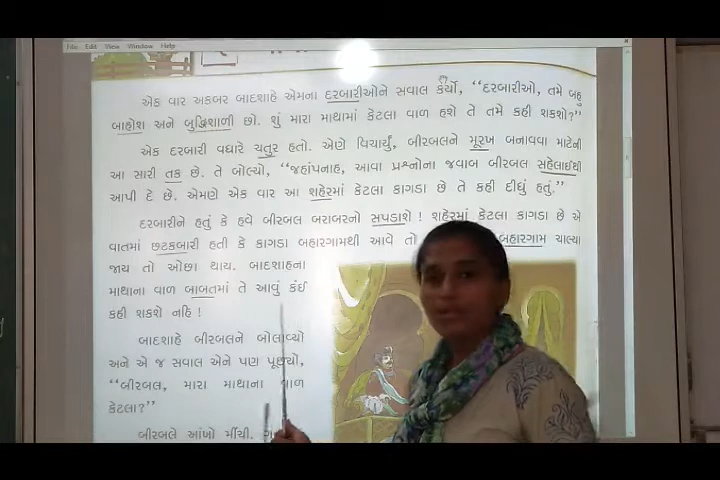 File Edit View Window Help
એક વાર અકબર બાદશાહે એમના દરબારીઓને સવાલ કર્યો, “દરબારીઓ, તમે બહુ
બાહોશ અને બુદ્ધિશાળી છો. શું મારા માથામાં કેટલા વાળ હશે તે તમે કહી શકશો?”
એક દરબારી વધારે ચતુર હતો. એણે વિચાર્યું, બીરબલને મૂરખ બનાવવા માટેની
આ સારી તક છે. તે બોલ્યો, “જહાંપનાહ, આવા પ્રશ્નોના જવાબ બીરબલ સહેલાઈથી
આપી દે છે. એમણે એક વાર આ શહેરમાં કેટલા કાગડા છે તે કહી દીધું હતું.”
દરબારીને હતું કે હવે બીરબલ બરાબરનો સપડાશે ! શહેરમાં કેટલા કાગડા છે એ
વાતમાં છટકબારી હતી કે કાગડા બહારગામથી આવે તો બહારગામ ચાલ્યા
જાય તો ઓછા થાય. બાદશાહના
માથાના વાળ બાબતમાં તે આવું કંઈ
કહી શકશે નહિ !
બાદશાહે બીરબલને બોલાવ્યો
અને એ જ સવાલ એને પણ પૂછ્યો,
“બીરબલ, મારા માથાના વાળ
કેટલા?”
બીરબલે આંખો મીંચી.